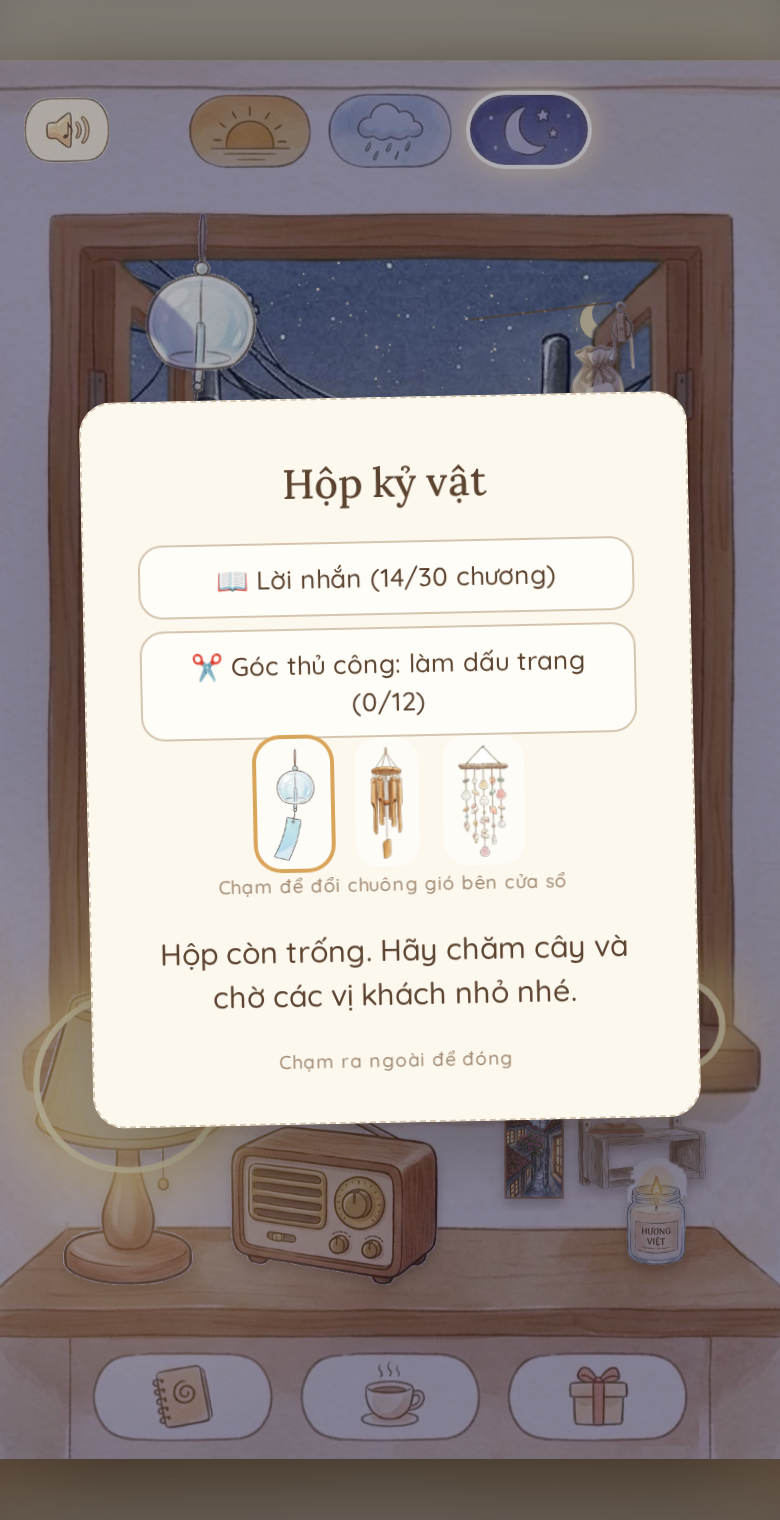 Hộp kỷ vật
📖 Lời nhắn (14/30 chương)
✂️ Góc thủ công: làm dấu trang
(0/12)
Chạm để đổi chuông gió bên cửa sổ
Hộp còn trống. Hãy chăm cây và
chờ các vị khách nhỏ nhé.
Chạm ra ngoài để đóng
HƯƠNG
VIỆT